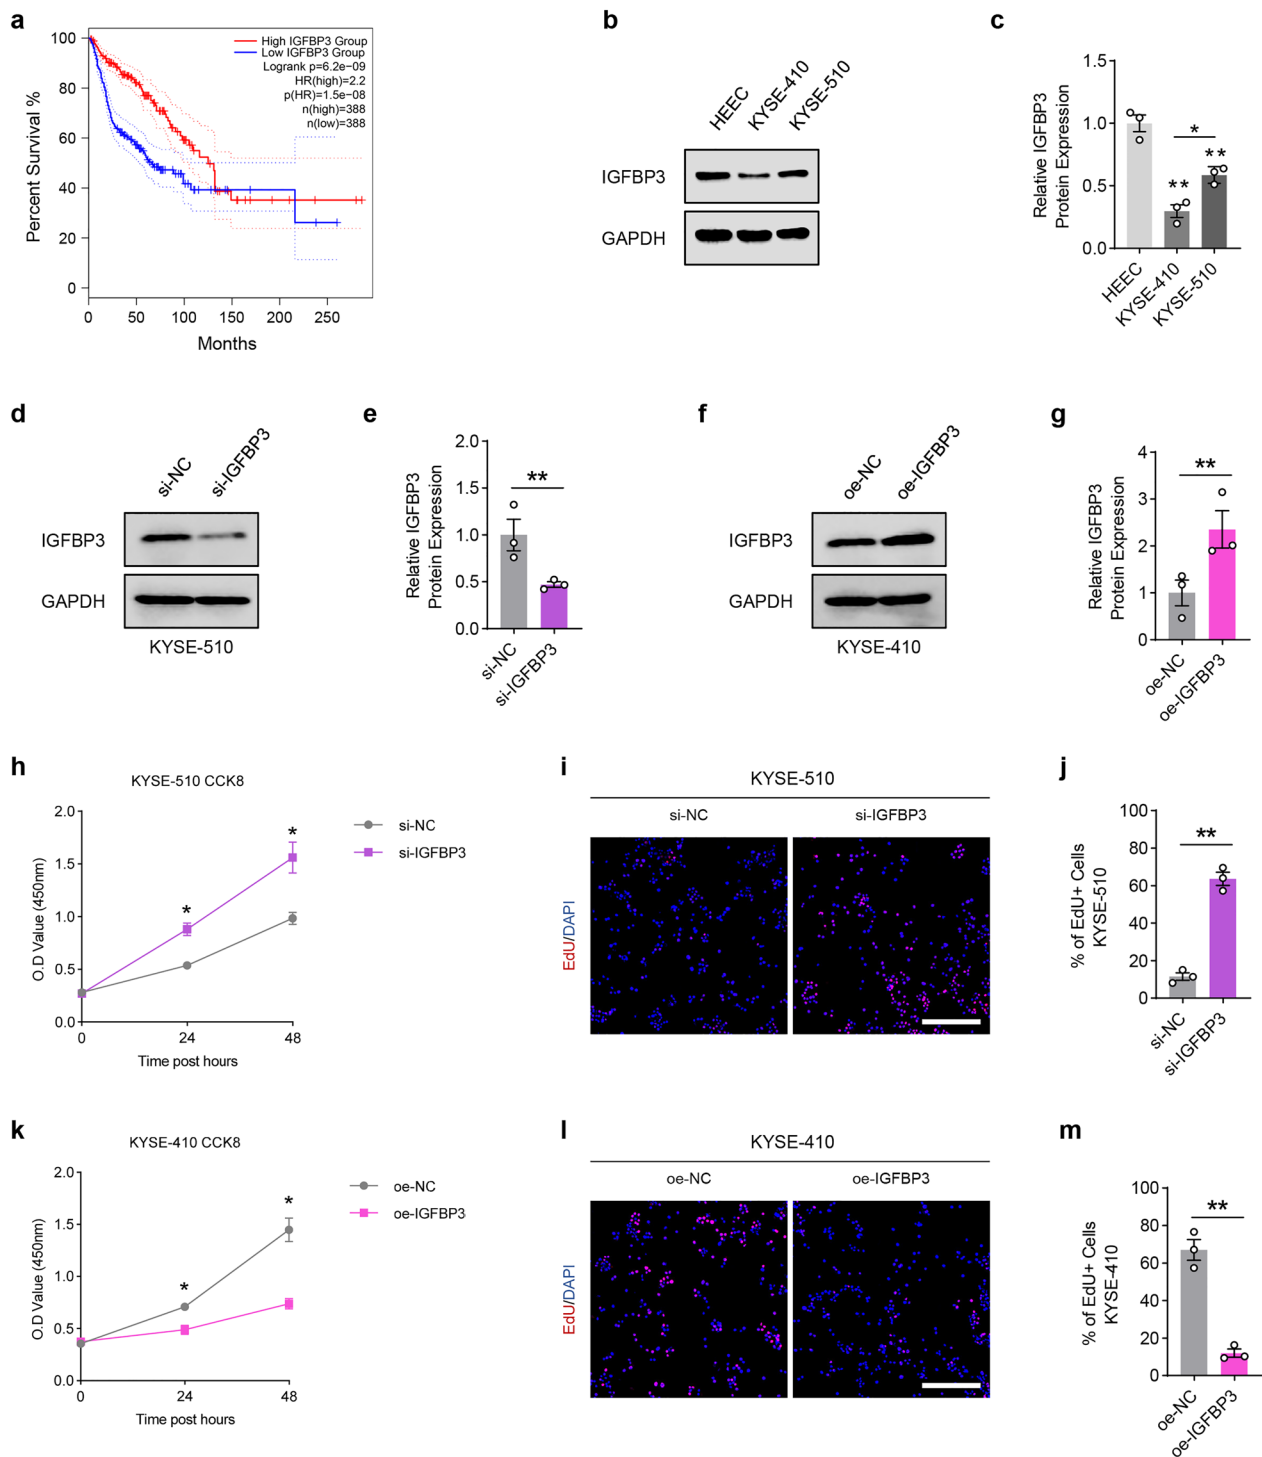 a
100
80
60
40
20
0
Percent Survival %
0 50 100 150 200 250
Months
High IGFBP3 Group
Low IGFBP3 Group
Logrank p=6.2e−09
HR(high)=2.2
p(HR)=1.5e−08
n(high)=388
n(low)=388
b
HEEC
KYSE-410
KYSE-510
IGFBP3
GAPDH
c
Relative IGFBP3
Protein Expression
1.5
1.0
0.5
0.0
*
**
**
HEEC
KYSE-410
KYSE-510
d
si-NC
si-IGFBP3
IGFBP3
GAPDH
KYSE-510
e
Relative IGFBP3
Protein Expression
2.0
1.5
1.0
0.5
0.0
**
si-NC
si-IGFBP3
f
oe-NC
oe-IGFBP3
IGFBP3
GAPDH
KYSE-410
g
Relative IGFBP3
Protein Expression
4
3
2
1
0
**
oe-NC
oe-IGFBP3
h
KYSE-510 CCK8
O.D Value (450nm)
2.0
1.5
1.0
0.5
0.0
*
*
0 24 48
Time post hours
si-NC
si-IGFBP3
i
KYSE-510
si-NC si-IGFBP3
EdU/DAPI
j
% of EdU+ Cells
KYSE-510
100
80
60
40
20
0
**
si-NC
si-IGFBP3
k
KYSE-410 CCK8
O.D Value (450nm)
2.0
1.5
1.0
0.5
0.0
*
*
0 24 48
Time post hours
oe-NC
oe-IGFBP3
l
KYSE-410
oe-NC oe-IGFBP3
EdU/DAPI
m
% of EdU+ Cells
KYSE-410
100
80
60
40
20
0
**
oe-NC
oe-IGFBP3